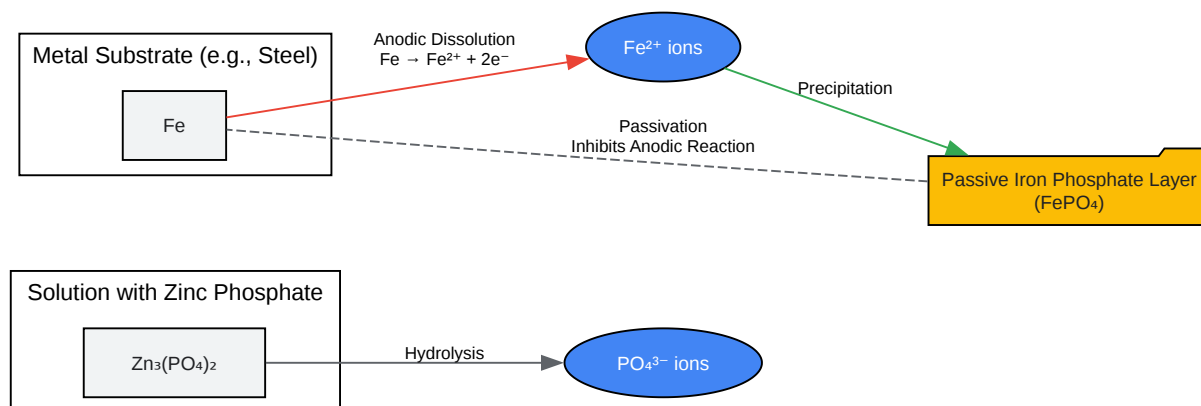 Metal Substrate (e.g., Steel)
Fe
Anodic Dissolution
Fe → Fe²⁺ + 2e⁻
Fe²⁺ ions
Precipitation
Passivation
Inhibits Anodic Reaction
Passive Iron Phosphate Layer
(FePO₄)
Solution with Zinc Phosphate
Zn₃(PO₄)₂
Hydrolysis
PO₄³⁻ ions